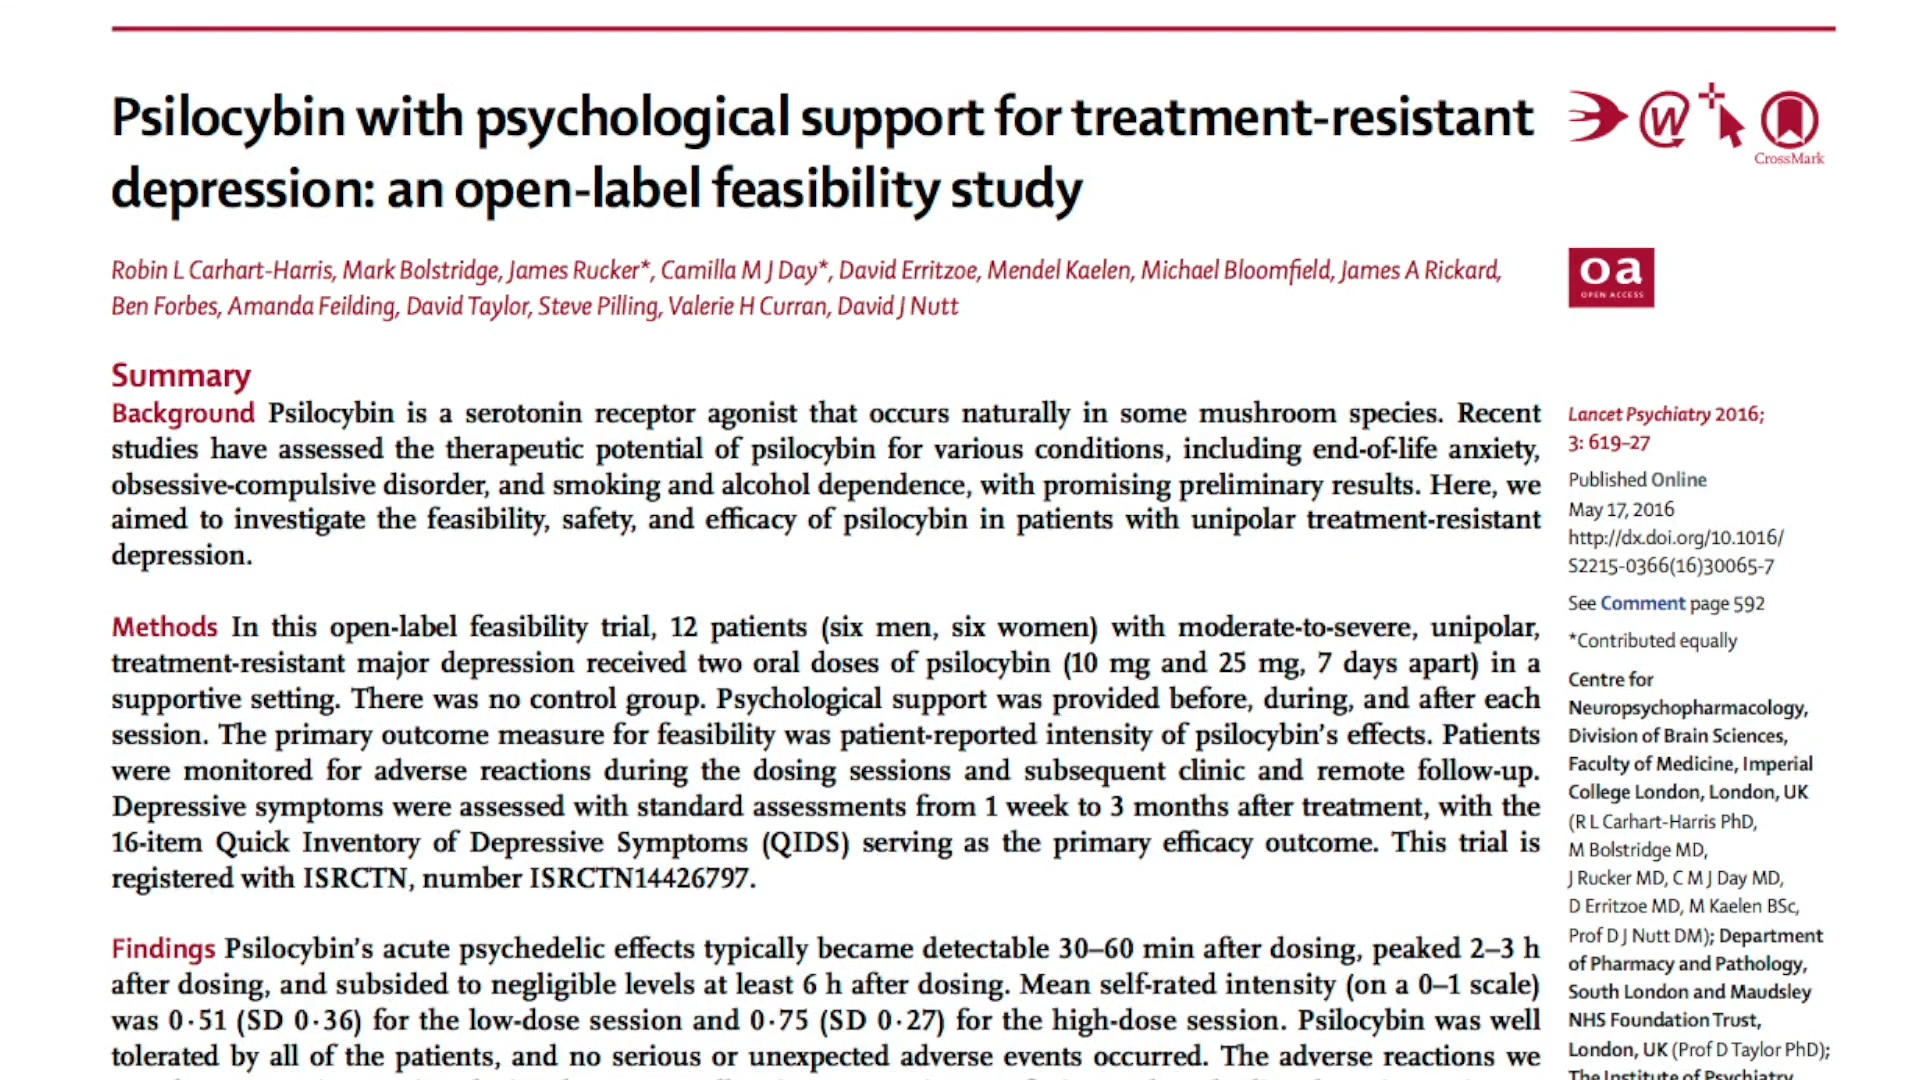 Psilocybin with psychological support for treatment-resistant
depression: an open-label feasibility study
CrossMark
Robin L Carhart-Harris, Mark Bolstridge, James Rucker*, Camilla M J Day*, David Erritzoe, Mendel Kaelen, Michael Bloomfield, James A Rickard,
Ben Forbes, Amanda Feilding, David Taylor, Steve Pilling, Valerie H Curran, David J Nutt
oa
OPEN ACCESS
Summary
Background Psilocybin is a serotonin receptor agonist that occurs naturally in some mushroom species. Recent
studies have assessed the therapeutic potential of psilocybin for various conditions, including end-of-life anxiety,
obsessive-compulsive disorder, and smoking and alcohol dependence, with promising preliminary results. Here, we
aimed to investigate the feasibility, safety, and efficacy of psilocybin in patients with unipolar treatment-resistant
depression.
Methods In this open-label feasibility trial, 12 patients (six men, six women) with moderate-to-severe, unipolar,
treatment-resistant major depression received two oral doses of psilocybin (10 mg and 25 mg, 7 days apart) in a
supportive setting. There was no control group. Psychological support was provided before, during, and after each
session. The primary outcome measure for feasibility was patient-reported intensity of psilocybin's effects. Patients
were monitored for adverse reactions during the dosing sessions and subsequent clinic and remote follow-up.
Depressive symptoms were assessed with standard assessments from 1 week to 3 months after treatment, with the
16-item Quick Inventory of Depressive Symptoms (QIDS) serving as the primary efficacy outcome. This trial is
registered with ISRCTN, number ISRCTN14426797.
Findings Psilocybin's acute psychedelic effects typically became detectable 30–60 min after dosing, peaked 2–3 h
after dosing, and subsided to negligible levels at least 6 h after dosing. Mean self-rated intensity (on a 0–1 scale)
was 0·51 (SD 0·36) for the low-dose session and 0·75 (SD 0·27) for the high-dose session. Psilocybin was well
tolerated by all of the patients, and no serious or unexpected adverse events occurred. The adverse reactions we
Lancet Psychiatry 2016;
3: 619–27
Published Online
May 17, 2016
http://dx.doi.org/10.1016/
S2215-0366(16)30065-7
See Comment page 592
*Contributed equally
Centre for
Neuropsychopharmacology,
Division of Brain Sciences,
Faculty of Medicine, Imperial
College London, London, UK
(R L Carhart-Harris PhD,
M Bolstridge MD,
J Rucker MD, C M J Day MD,
D Erritzoe MD, M Kaelen BSc,
Prof D J Nutt DM); Department
of Pharmacy and Pathology,
South London and Maudsley
NHS Foundation Trust,
London, UK (Prof D Taylor PhD);
The Institute of Psychiatry